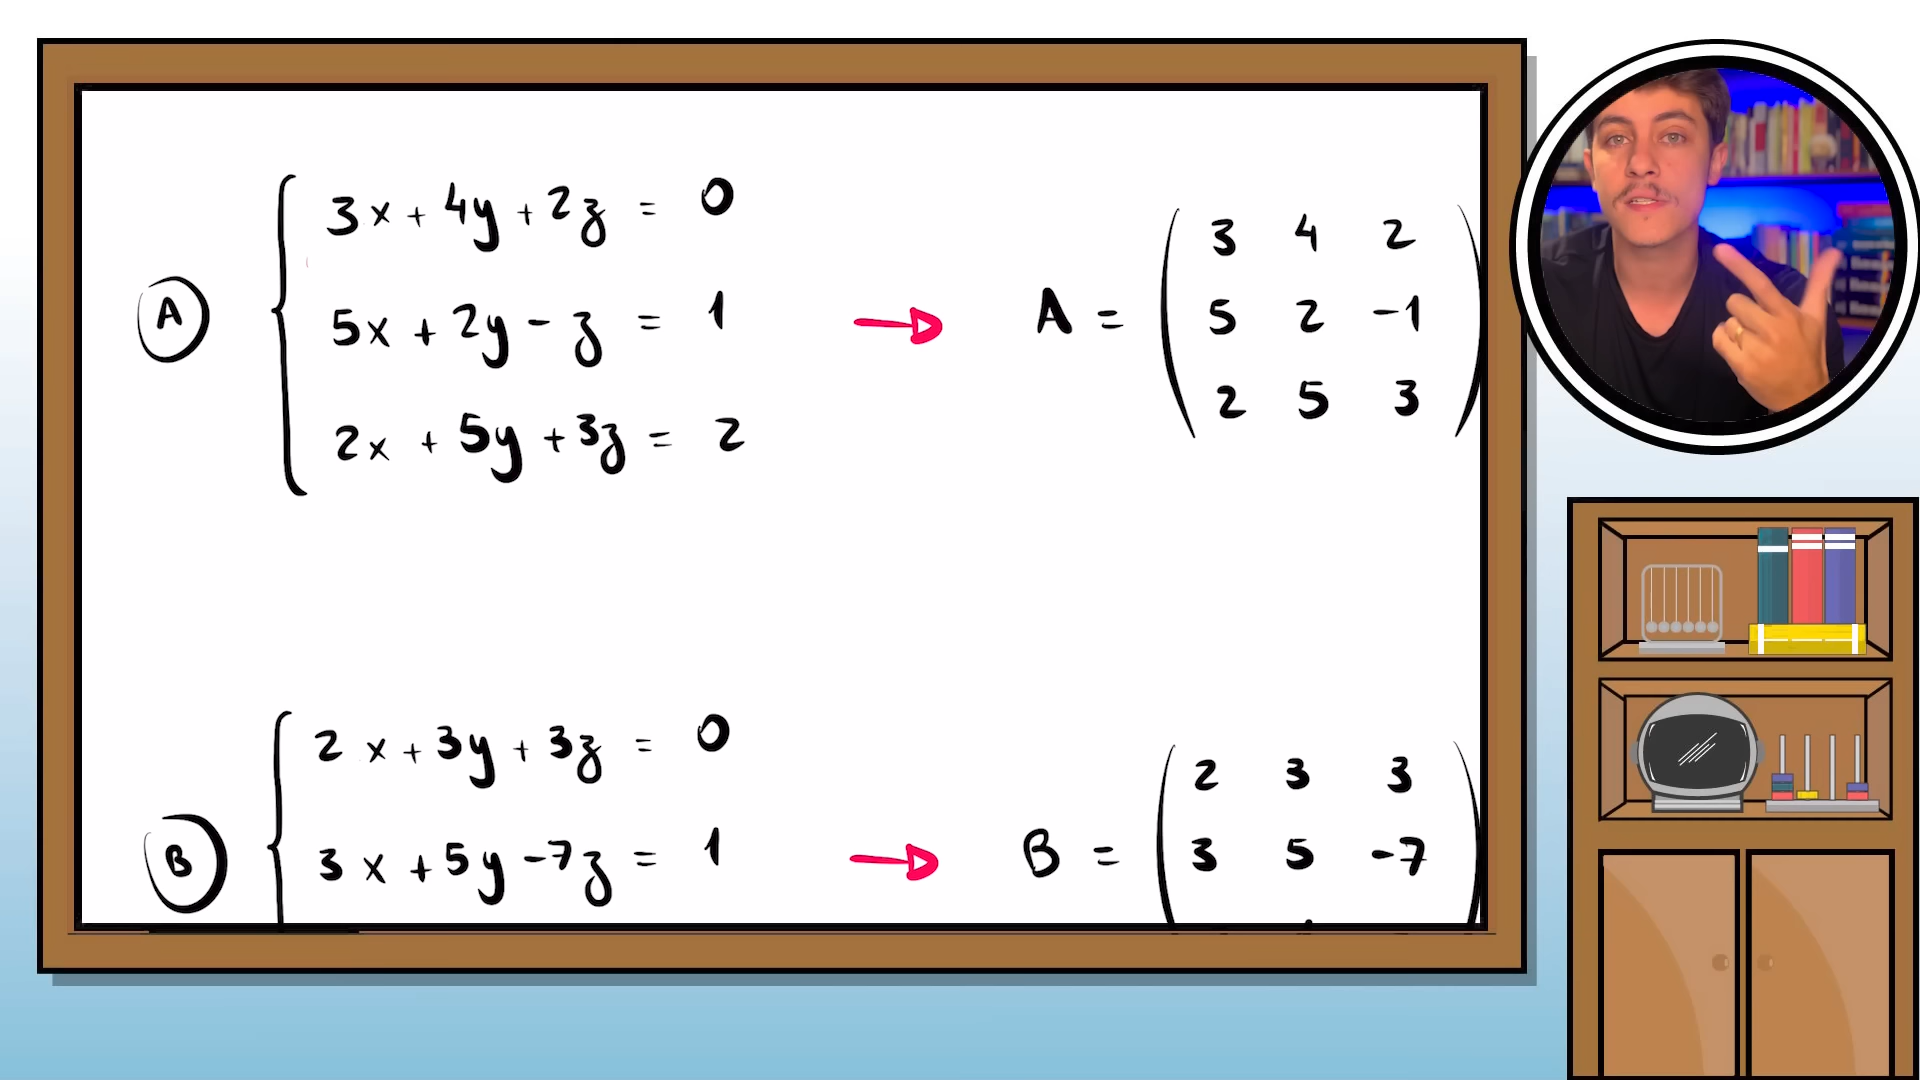 3x + 4y + 2z = 0
A
5x + 2y - z = 1
2x + 5y + 3z = 2
A =
3 4 2
5 2 -1
2 5 3
2x + 3y + 3z = 0
B
3x + 5y - 7z = 1
B =
2 3 3
3 5 -7